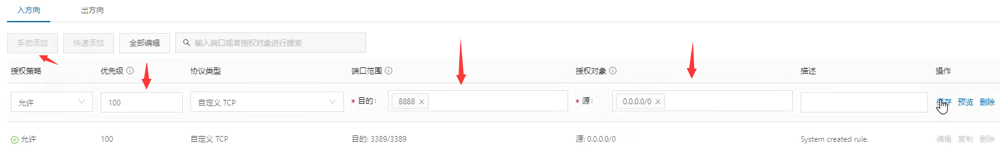 入方向 出方向
手动添加 快速添加 全部编辑 输入端口或者授权对象进行搜索
授权策略 优先级 协议类型 端口范围 授权对象 描述 操作
允许 100 自定义 TCP * 目的: 8888 × * 源: 0.0.0.0/0 × 保存 预览 删除
允许 100 自定义 TCP 目的: 3389/3389 源: 0.0.0.0/0 System created rule. 编辑 复制 删除